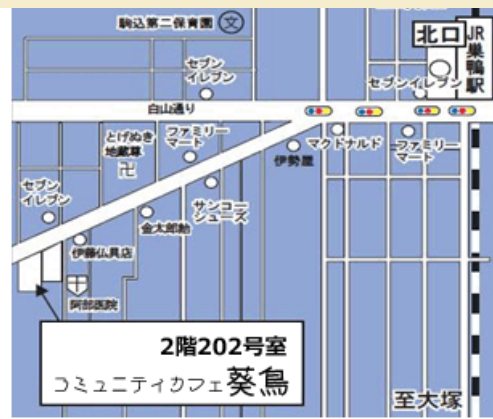 駒込第二保育園 文
北口
JR
巣鴨駅
セブン
イレブン
セブンイレブン
白山通り
とげぬき
地蔵尊
卍
ファミリー
マート
マクドナルド
ファミリー
マート
伊勢屋
セブン
イレブン
サンコー
シューズ
金太郎飴
伊藤仏具店
阿部医院
2階202号室
コミュニティカフェ葵鳥
至大塚